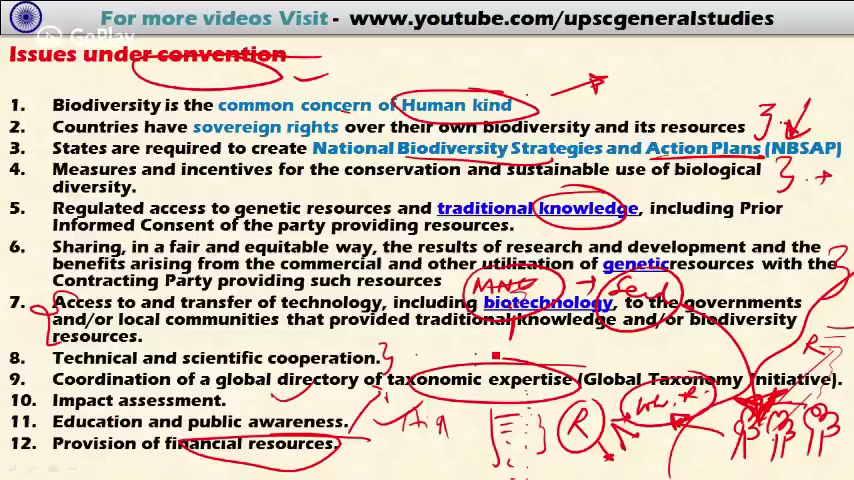 For more videos Visit - www.youtube.com/upscgeneralstudies
GoPlay
Issues under convention
1. Biodiversity is the common concern of Human kind
2. Countries have sovereign rights over their own biodiversity and its resources
3. States are required to create National Biodiversity Strategies and Action Plans (NBSAP)
4. Measures and incentives for the conservation and sustainable use of biological
diversity.
5. Regulated access to genetic resources and traditional knowledge, including Prior
Informed Consent of the party providing resources.
6. Sharing, in a fair and equitable way, the results of research and development and the
benefits arising from the commercial and other utilization of geneticresources with the
Contracting Party providing such resources
MNC
7. Access to and transfer of technology, including biotechnology, to the governments
and/or local communities that provided traditional knowledge and/or biodiversity
resources.
R
8. Technical and scientific cooperation.
9. Coordination of a global directory of taxonomic expertise (Global Taxonomy Initiative).
10. Impact assessment.
11. Education and public awareness.
R
12. Provision of financial resources.